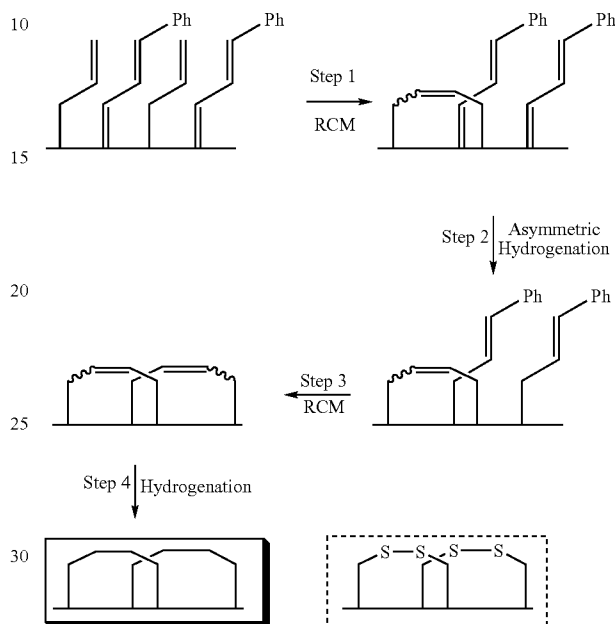 10
Ph
Ph
Step 1
RCM
Ph
Ph
15
Step 2
Asymmetric
Hydrogenation
20
Ph
Ph
Step 3
RCM
25
Step 4
Hydrogenation
30
S
S
S
S